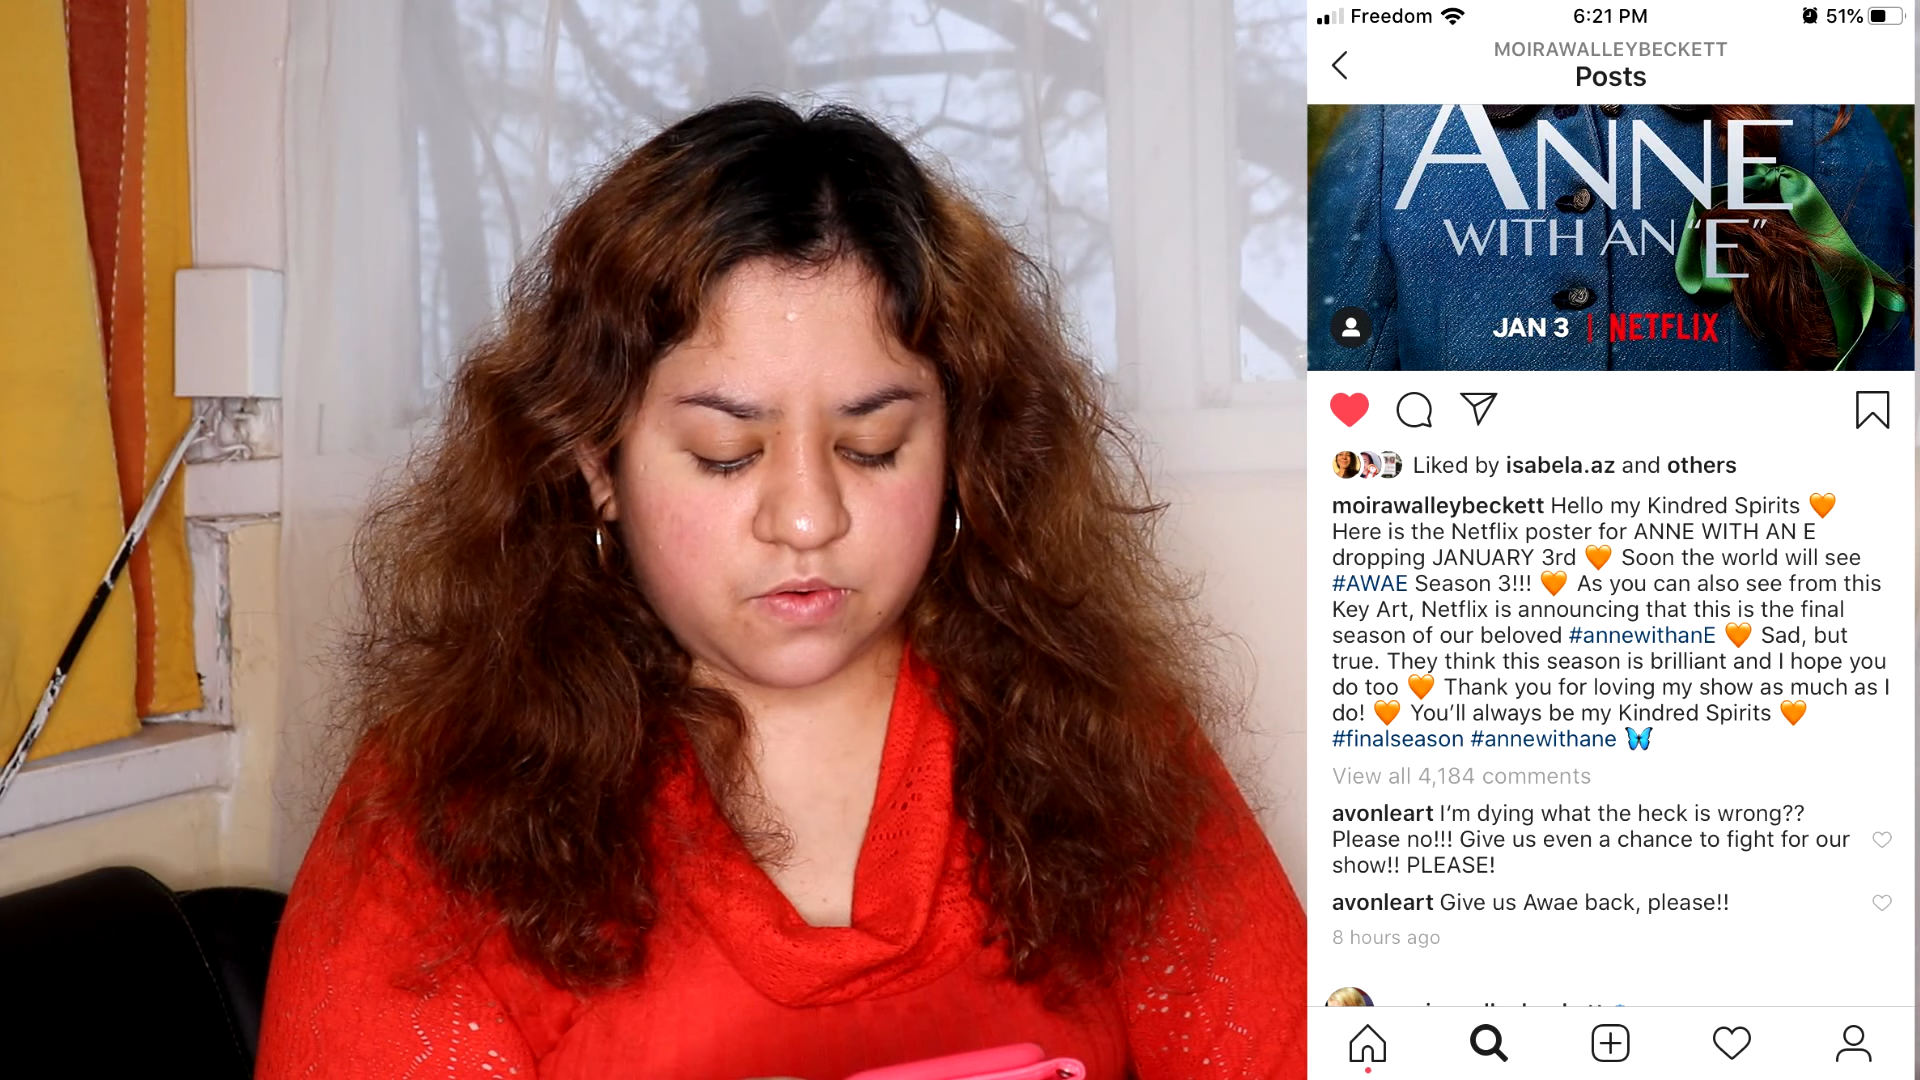 Freedom 6:21 PM 51%
MOIRAWALLEYBECKETT
Posts
ANNE
WITH AN "E"
JAN 3 | NETFLIX
Liked by isabela.az and others
moirawalleybeckett Hello my Kindred Spirits 🧡
Here is the Netflix poster for ANNE WITH AN E
dropping JANUARY 3rd 🧡 Soon the world will see
#AWAE Season 3!!! 🧡 As you can also see from this
Key Art, Netflix is announcing that this is the final
season of our beloved #annewithanE 🧡 Sad, but
true. They think this season is brilliant and I hope you
do too 🧡 Thank you for loving my show as much as I
do! 🧡 You'll always be my Kindred Spirits 🧡
#finalseason #annewithane 🦋
View all 4,184 comments
avonleart I'm dying what the heck is wrong??
Please no!!! Give us even a chance to fight for our
show!! PLEASE!
avonleart Give us Awae back, please!!
8 hours ago